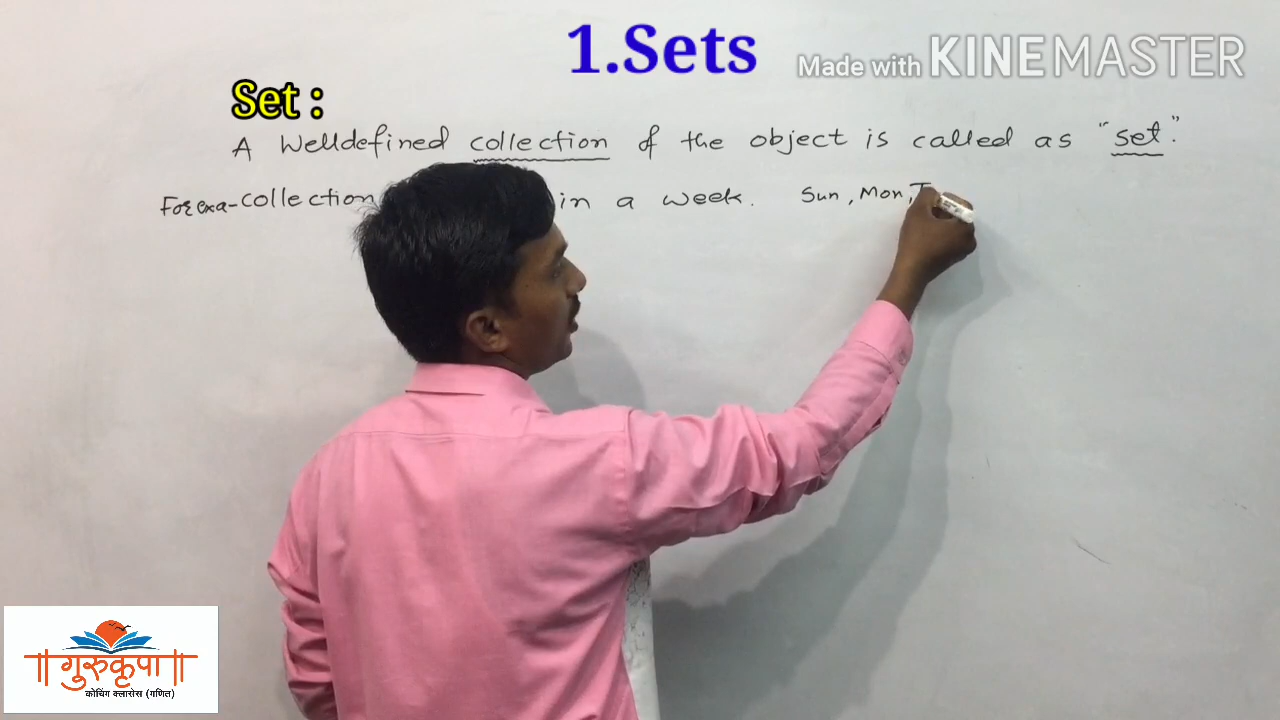 1.Sets
Made with KINEMASTER
Set :
A Welldefined collection of the object is called as "set."
For exa-collection in a week. Sun, Mon, T
॥गुरुकृपा॥
कोचिंग क्लासेस (गणित)